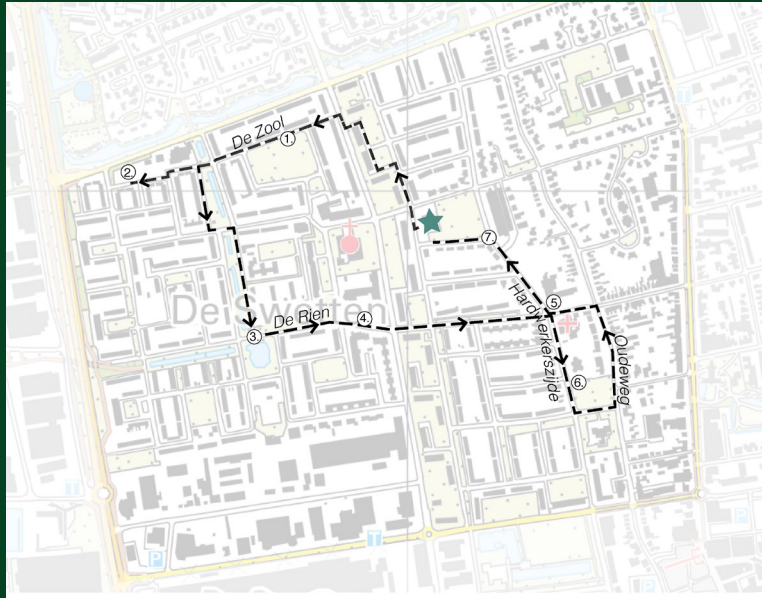 De Zool
1.
2.
7.
De Swetten
De Rien
3.
4.
5.
Hardwerkerszijde
6.
Oudeweg
P
T
P